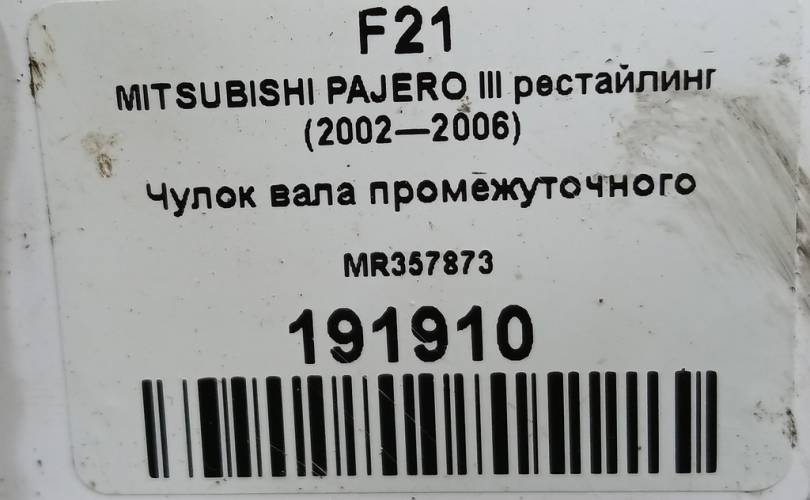 F21
MITSUBISHI PAJERO III рестайлинг
(2002—2006)
Чулок вала промежуточного
MR357873
191910